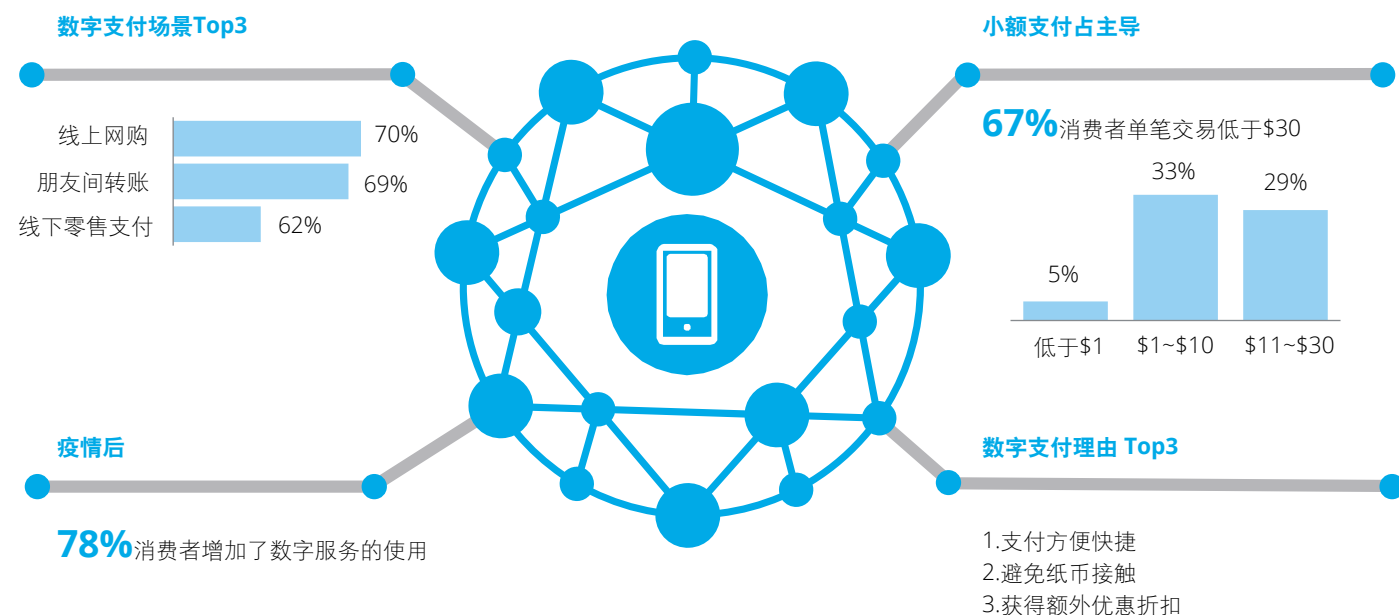 数字支付场景Top3
线上网购 70%
朋友间转账 69%
线下零售支付 62%
小额支付占主导
67%消费者单笔交易低于$30
33%
29%
5%
低于$1 $1~$10 $11~$30
疫情后
78%消费者增加了数字服务的使用
数字支付理由 Top3
1.支付方便快捷
2.避免纸币接触
3.获得额外优惠折扣